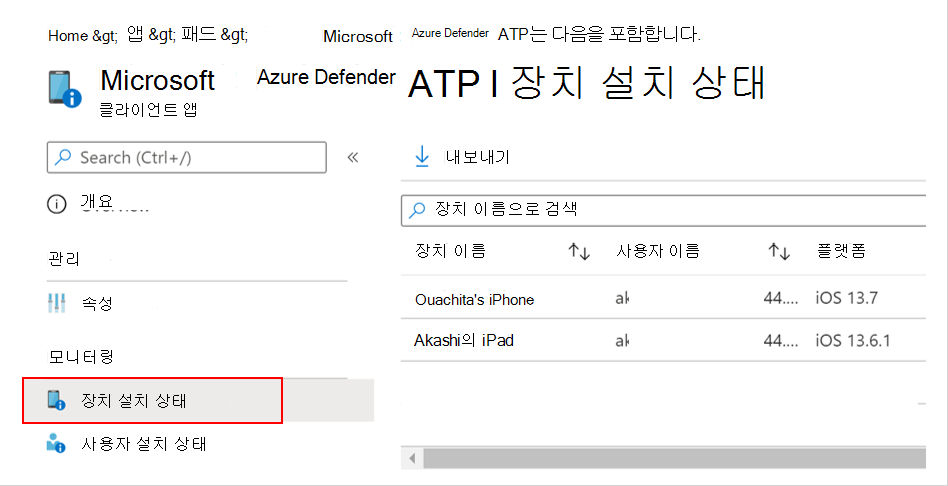 Home &gt; 앱 &gt; 패드 &gt; Microsoft Azure Defender ATP는 다음을 포함합니다.
Microsoft Azure Defender ATP I 장치 설치 상태
클라이언트 앱
Search (Ctrl+/) «
내보내기
개요
장치 이름으로 검색
관리
장치 이름 사용자 이름 플랫폼
속성
Ouachita's iPhone ak 44.... iOS 13.7
Akashi의 iPad ak 44.... iOS 13.6.1
모니터링
장치 설치 상태
사용자 설치 상태